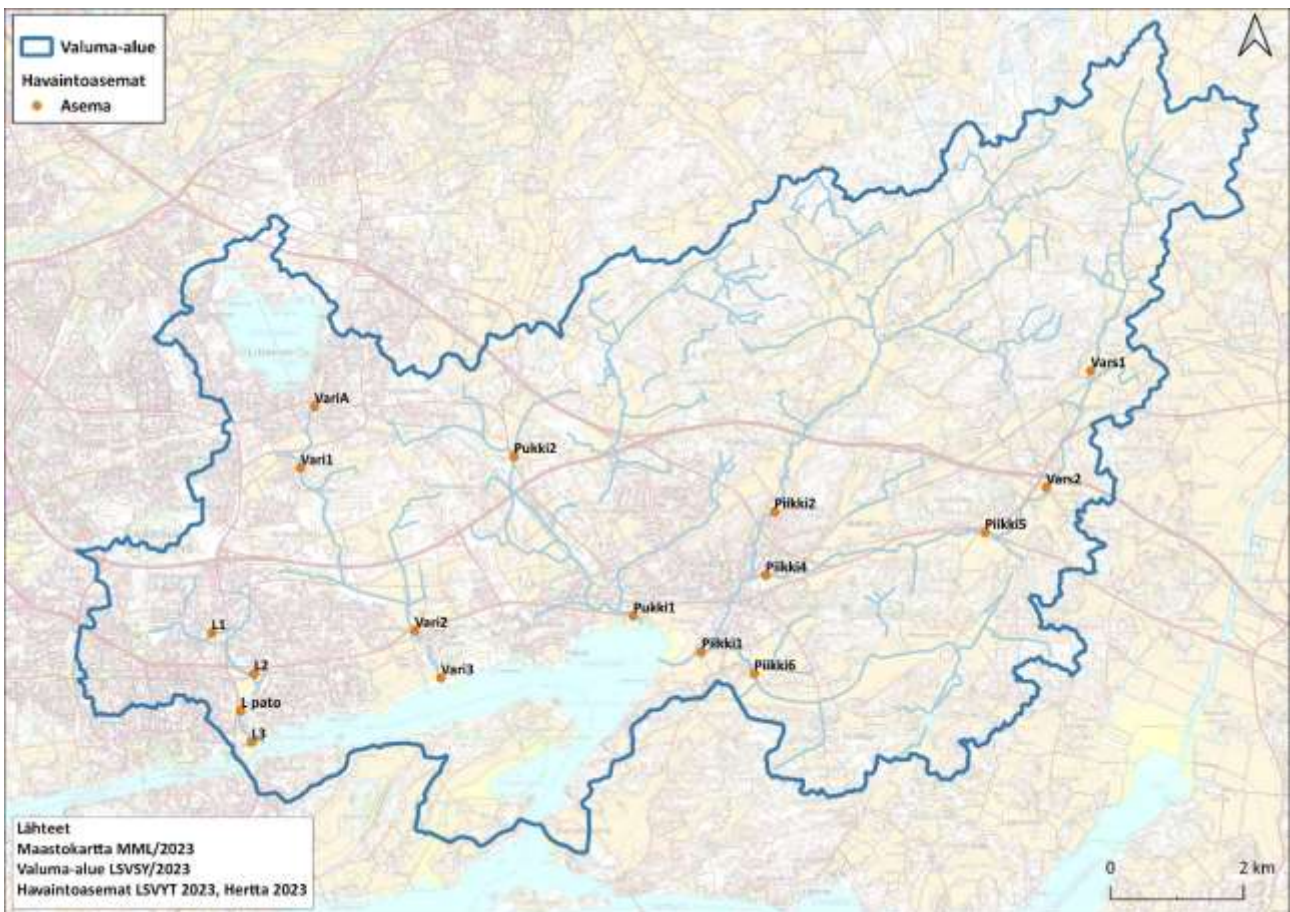 Valuma-alue
Havaintoasemat
Asema
Vars1
VariA
Pukki2
Vari1
Vars2
Piikki2
Piikki5
Piikki4
Pukki1
L1
Vari2
Piikki1
L2
Vari3
Piikki6
L pato
L3
Lähteet
Maastokartta MML/2023
Valuma-alue LSVSY/2023
Havaintoasemat LSVYT 2023, Hertta 2023
0 2 km